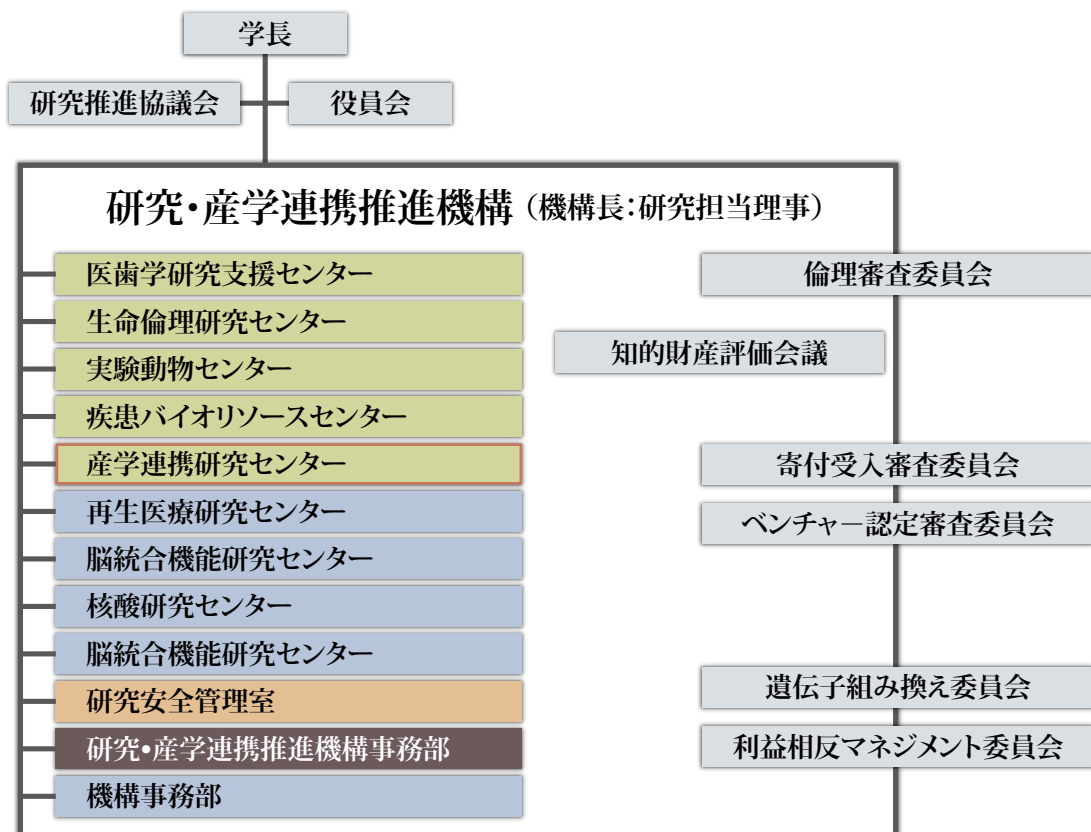 学長
研究推進協議会
役員会
研究・産学連携推進機構（機構長：研究担当理事）
医歯学研究支援センター
生命倫理研究センター
実験動物センター
疾患バイオリソースセンター
産学連携研究センター
再生医療研究センター
脳統合機能研究センター
核酸研究センター
脳統合機能研究センター
研究安全管理室
研究・産学連携推進機構事務部
機構事務部
倫理審査委員会
知的財産評価会議
寄付受入審査委員会
ベンチャー認定審査委員会
遺伝子組み換え委員会
利益相反マネジメント委員会